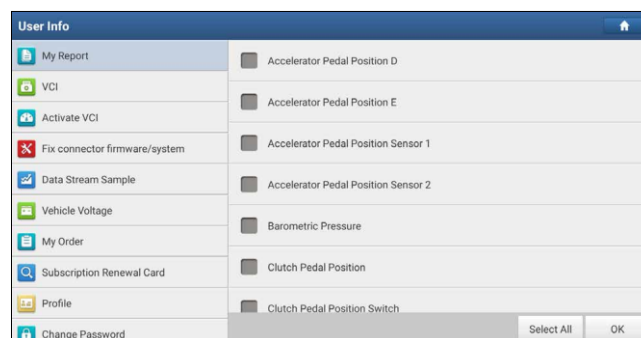 User Info
My Report
VCI
Activate VCI
Fix connector firmware/system
Data Stream Sample
Vehicle Voltage
My Order
Subscription Renewal Card
Profile
Change Password
Accelerator Pedal Position D
Accelerator Pedal Position E
Accelerator Pedal Position Sensor 1
Accelerator Pedal Position Sensor 2
Barometric Pressure
Clutch Pedal Position
Clutch Pedal Position Switch
Select All
OK